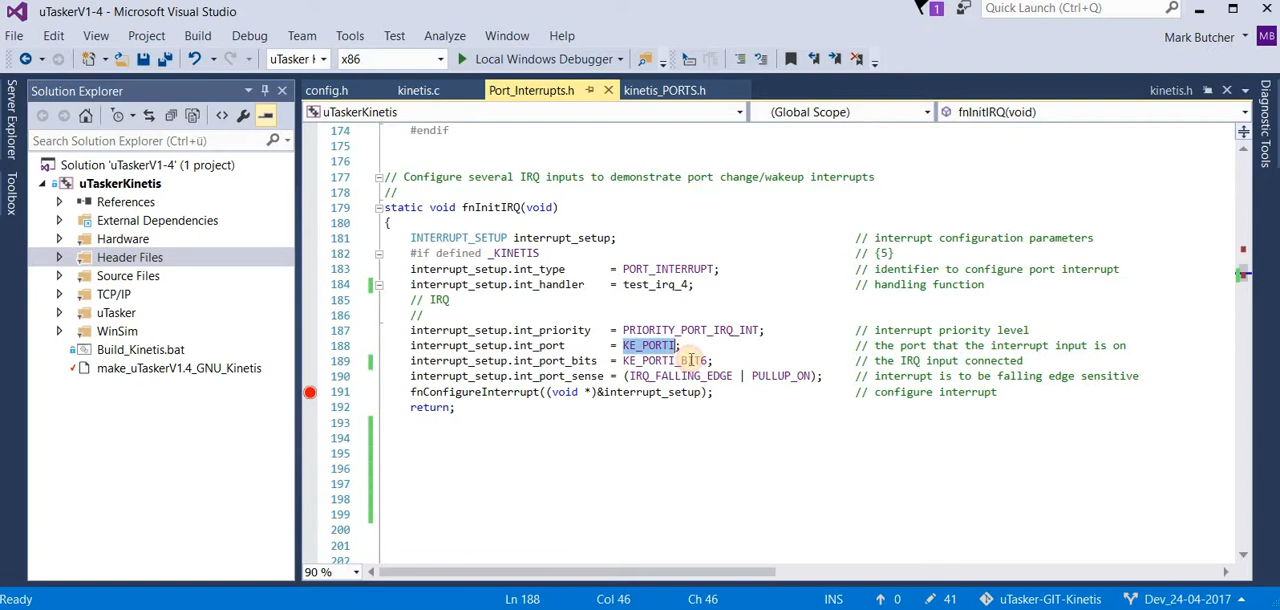 uTaskerV1-4 - Microsoft Visual Studio
1
Quick Launch (Ctrl+Q)
File Edit View Project Build Debug Team Tools Test Analyze Window Help
Mark Butcher
MB
uTasker
x86
Local Windows Debugger
Server Explorer
Toolbox
Solution Explorer
Search Solution Explorer (Ctrl+ü)
Solution 'uTaskerV1-4' (1 project)
uTaskerKinetis
References
External Dependencies
Hardware
Header Files
Source Files
TCP/IP
uTasker
WinSim
Build_Kinetis.bat
make_uTaskerV1.4_GNU_Kinetis
config.h kinetis.c Port_Interrupts.h kinetis_PORTS.h kinetis.h
uTaskerKinetis (Global Scope) fnInitIRQ(void)
174 #endif
175
176
177 // Configure several IRQ inputs to demonstrate port change/wakeup interrupts
178 //
179 static void fnInitIRQ(void)
180 {
181 INTERRUPT_SETUP interrupt_setup; // interrupt configuration parameters
182 #if defined _KINETIS // {5}
183 interrupt_setup.int_type = PORT_INTERRUPT; // identifier to configure port interrupt
184 interrupt_setup.int_handler = test_irq_4; // handling function
185 // IRQ
186 //
187 interrupt_setup.int_priority = PRIORITY_PORT_IRQ_INT; // interrupt priority level
188 interrupt_setup.int_port = KE_PORTI; // the port that the interrupt input is on
189 interrupt_setup.int_port_bits = KE_PORTI_BIT6; // the IRQ input connected
190 interrupt_setup.int_port_sense = (IRQ_FALLING_EDGE | PULLUP_ON); // interrupt is to be falling edge sensitive
191 fnConfigureInterrupt((void *)&interrupt_setup); // configure interrupt
192 return;
193
194
195
196
197
198
199
200
201
202
90 %
Diagnostic Tools
Ready Ln 188 Col 46 Ch 46 INS 0 41 uTasker-GIT-Kinetis Dev_24-04-2017